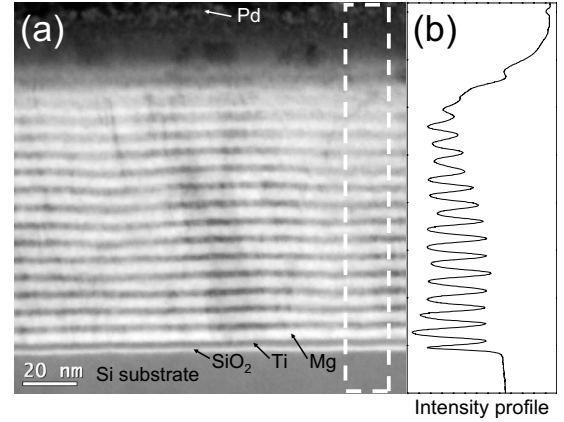 (a)
Pd
(b)
SiO₂
Ti
Mg
20 nm
Si substrate
Intensity profile